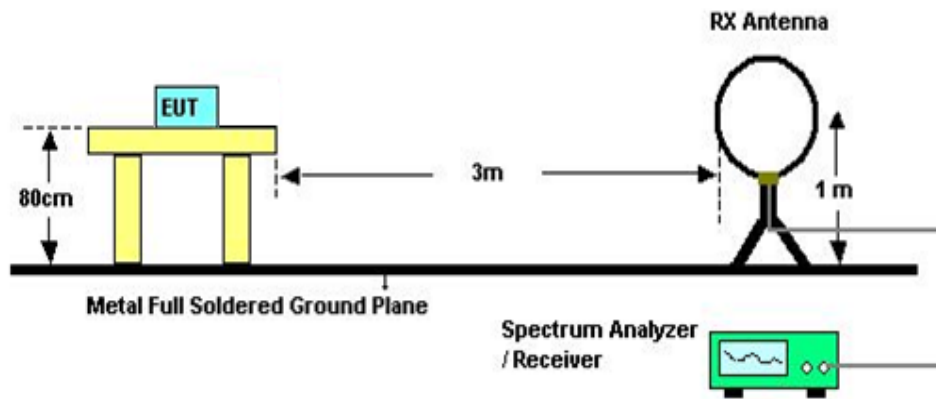 RX Antenna
EUT
3m
80cm
1 m
Metal Full Soldered Ground Plane
Spectrum Analyzer
/ Receiver